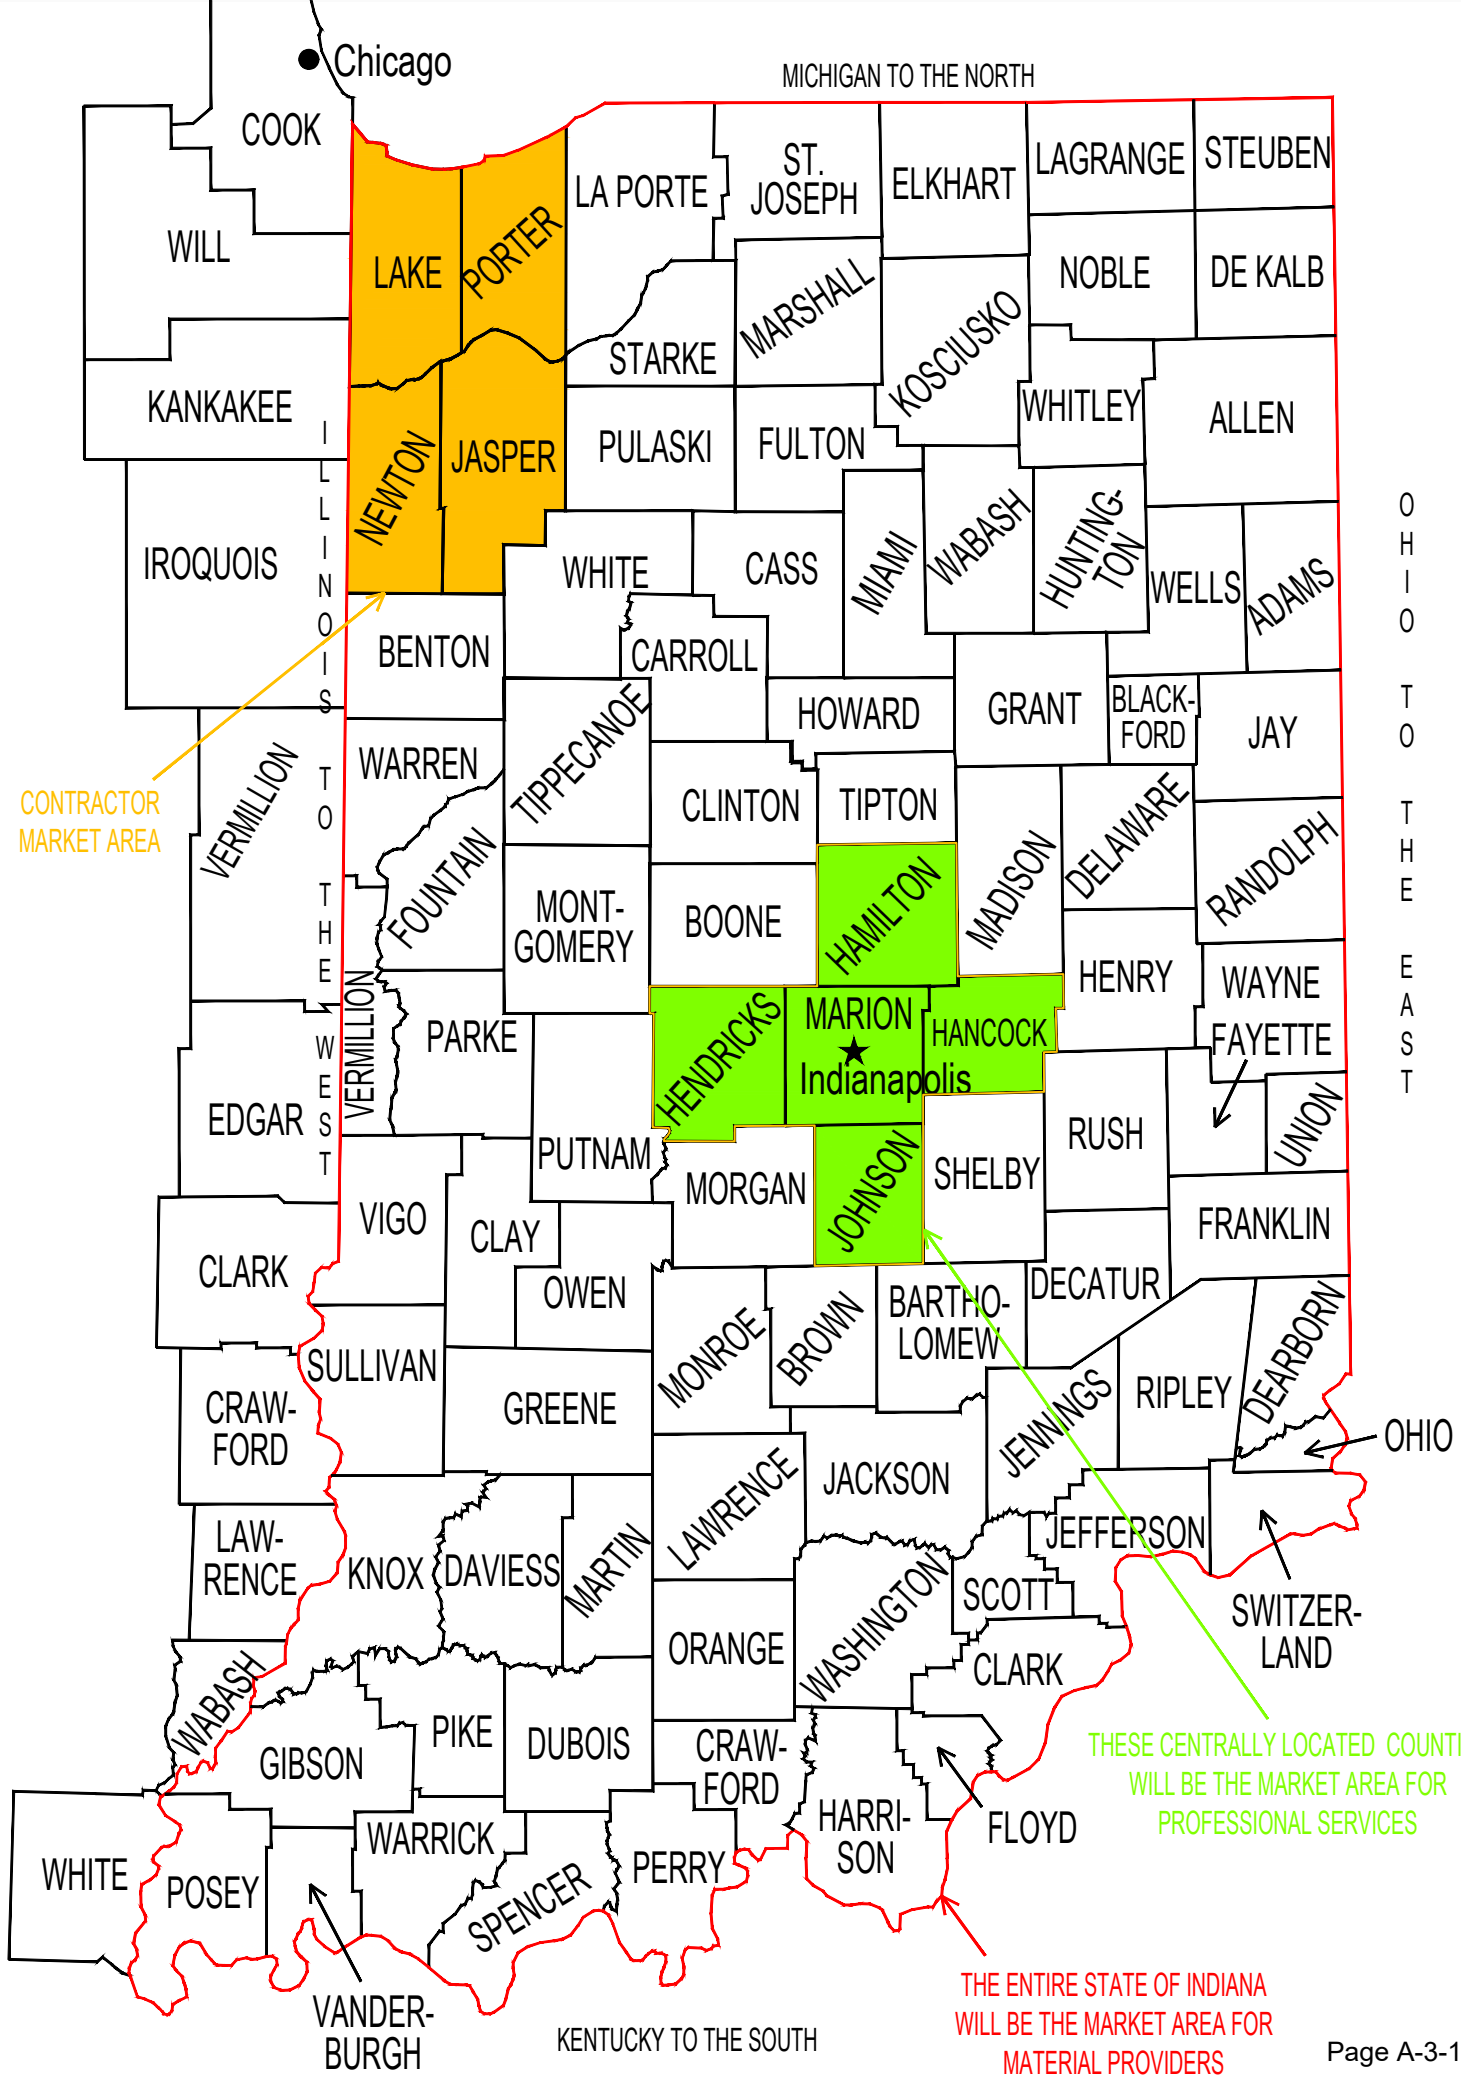 Chicago
MICHIGAN TO THE NORTH
COOK
LA PORTE
ST.
JOSEPH
ELKHART
LAGRANGE
STEUBEN
WILL
LAKE
PORTER
NOBLE
DE KALB
MARSHALL
STARKE
KOSCIUSKO
KANKAKEE
WHITLEY
ALLEN
NEWTON
JASPER
PULASKI
FULTON
ILLINOIS TO THE WEST
OHIO TO THE EAST
IROQUOIS
WHITE
CASS
MIAMI
WABASH
HUNTING-
TON
WELLS
ADAMS
BENTON
CARROLL
TIPPECANOE
HOWARD
GRANT
BLACK-
FORD
JAY
WARREN
CONTRACTOR
MARKET AREA
VERMILLION
CLINTON
TIPTON
DELAWARE
RANDOLPH
FOUNTAIN
MONT-
GOMERY
BOONE
HAMILTON
MADISON
HENRY
WAYNE
VERMILLION
PARKE
HENDRICKS
MARION
Indianapolis
HANCOCK
FAYETTE
EDGAR
PUTNAM
RUSH
UNION
MORGAN
JOHNSON
SHELBY
VIGO
CLAY
FRANKLIN
CLARK
OWEN
DECATUR
MONROE
BROWN
BARTHO-
LOMEW
DEARBORN
SULLIVAN
CRAW-
FORD
GREENE
JENNINGS
RIPLEY
OHIO
LAWRENCE
JACKSON
LAW-
RENCE
KNOX
DAVIESS
MARTIN
JEFFERSON
SCOTT
SWITZER-
LAND
ORANGE
WASHINGTON
CLARK
WABASH
GIBSON
PIKE
DUBOIS
CRAW-
FORD
THESE CENTRALLY LOCATED COUNTI
WILL BE THE MARKET AREA FOR
PROFESSIONAL SERVICES
HARRI-
SON
FLOYD
WARRICK
WHITE
POSEY
SPENCER
PERRY
VANDER-
BURGH
KENTUCKY TO THE SOUTH
THE ENTIRE STATE OF INDIANA
WILL BE THE MARKET AREA FOR
MATERIAL PROVIDERS
Page A-3-1